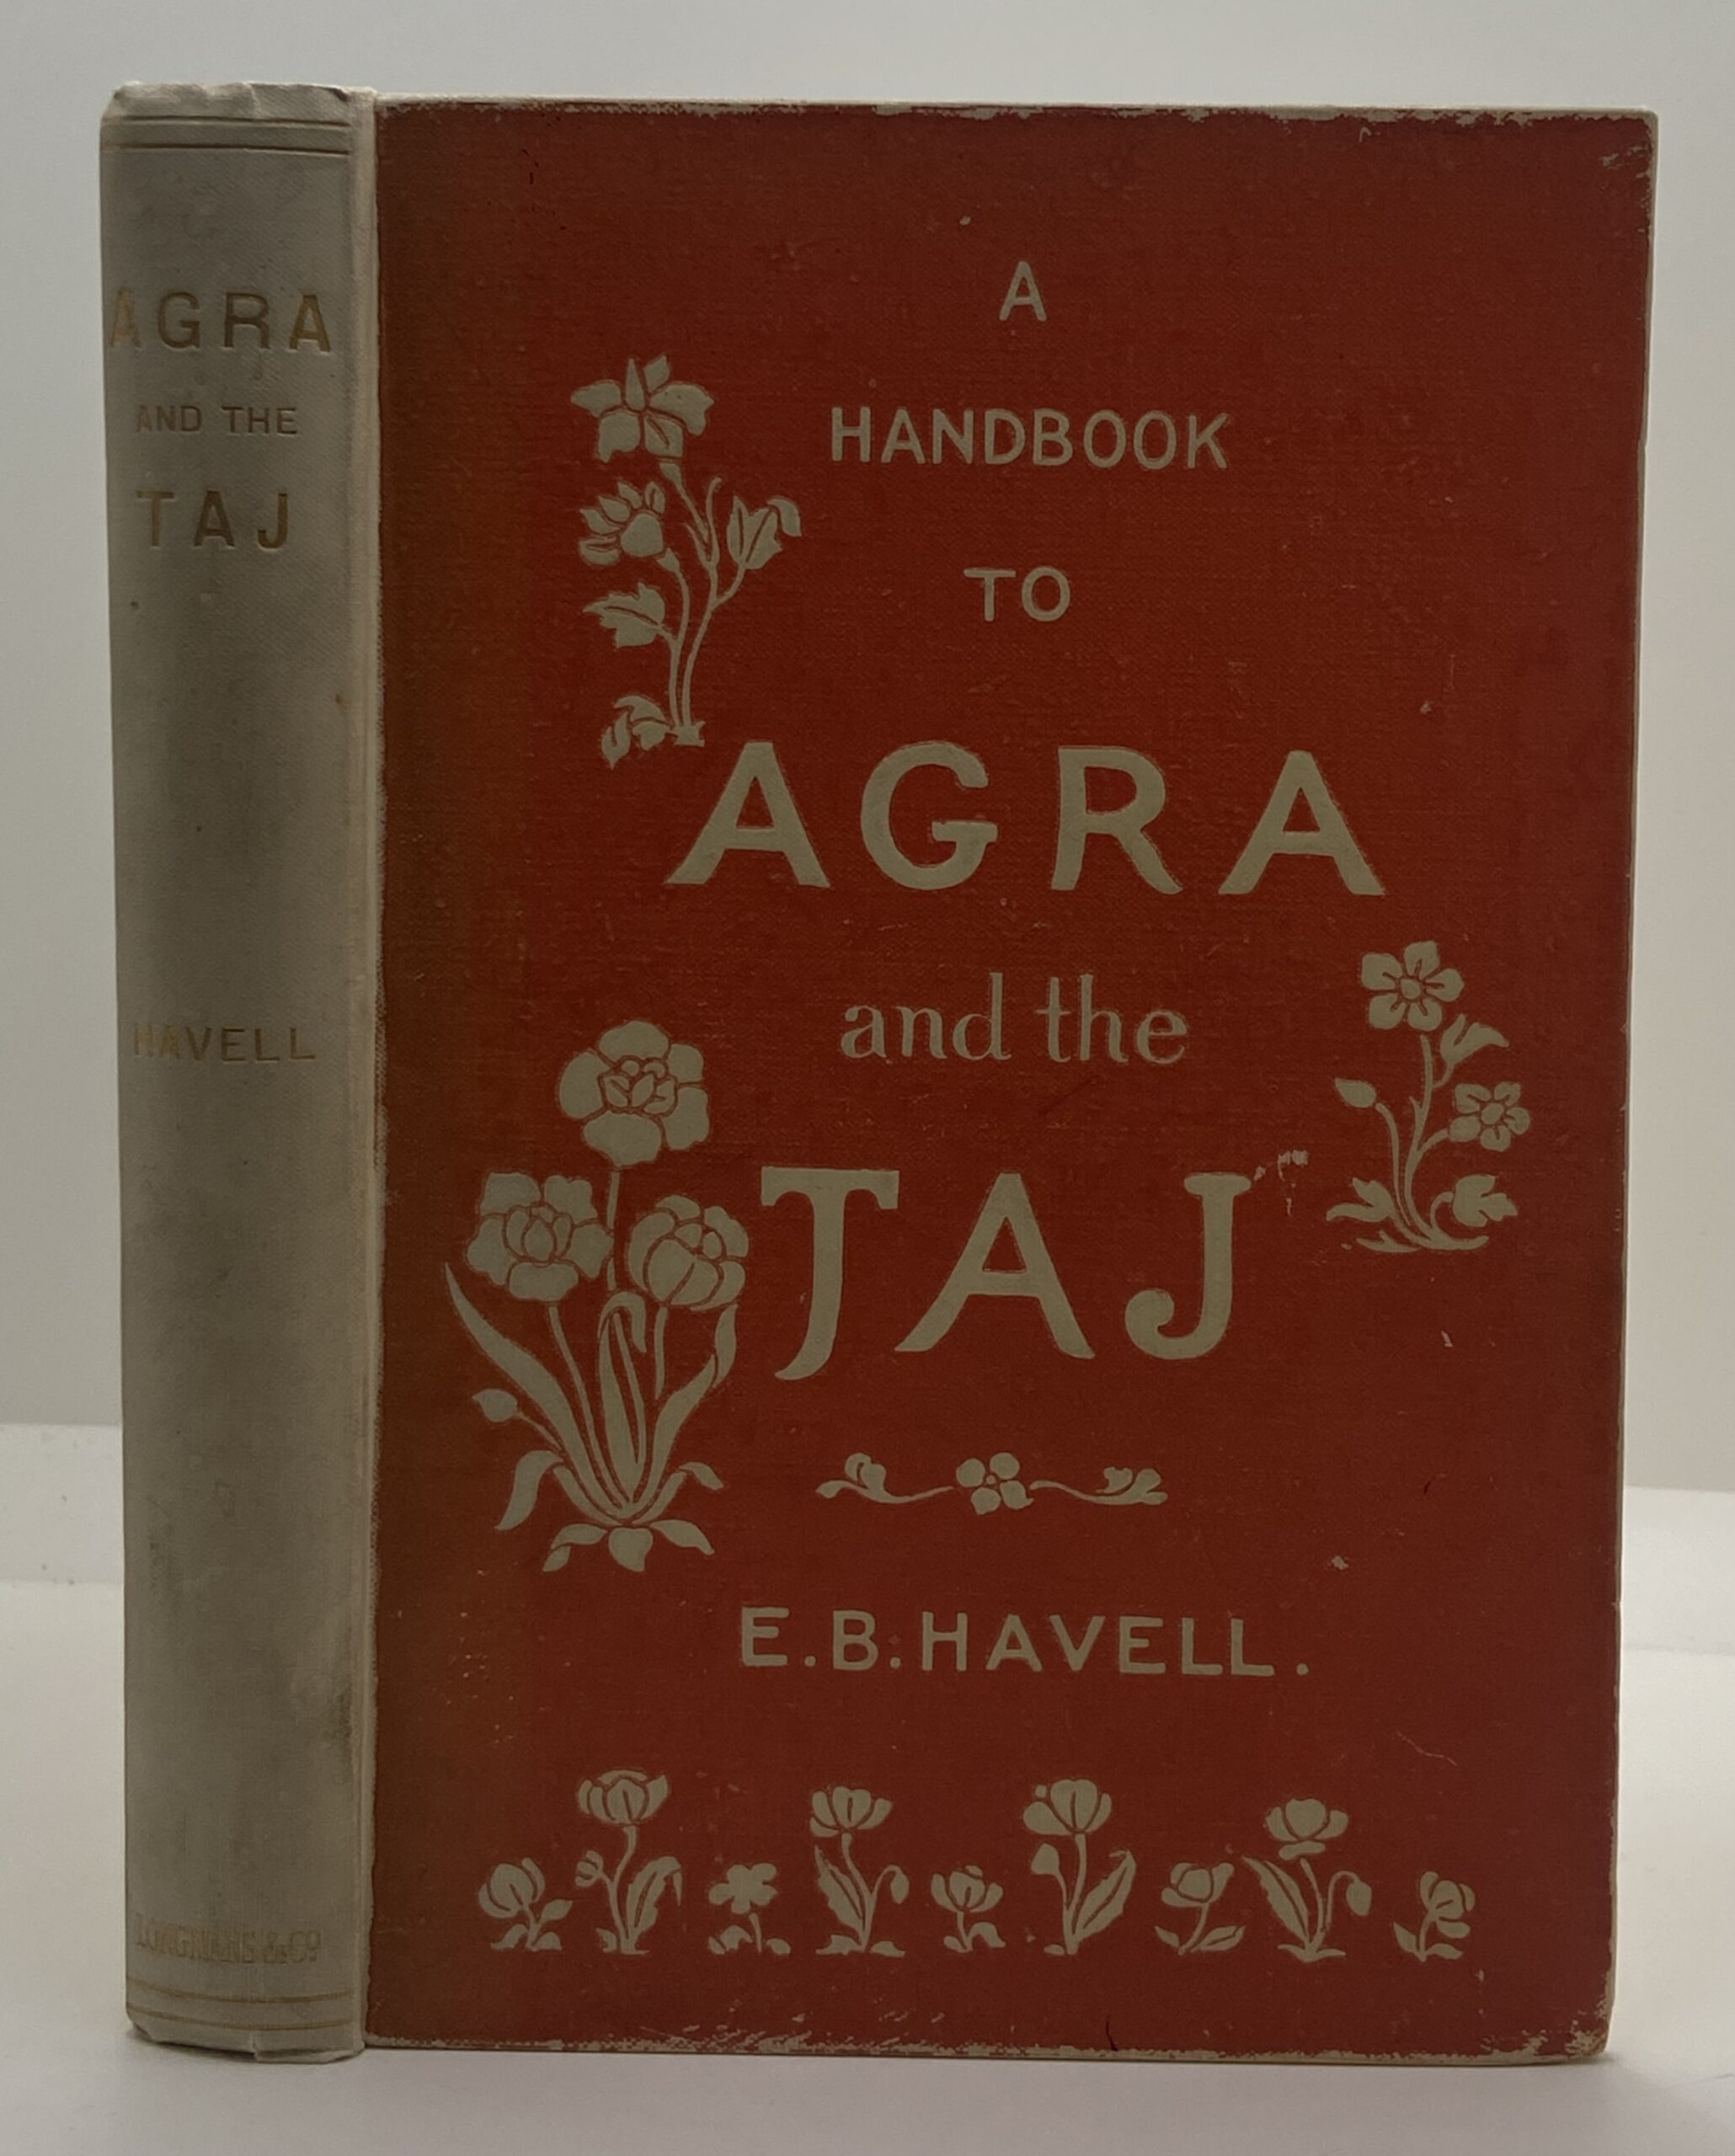 AGRA
AND THE
TAJ
HAVELL
LONGMANS & CO
A
HANDBOOK
TO
AGRA
and the
TAJ
E.B.HAVELL.